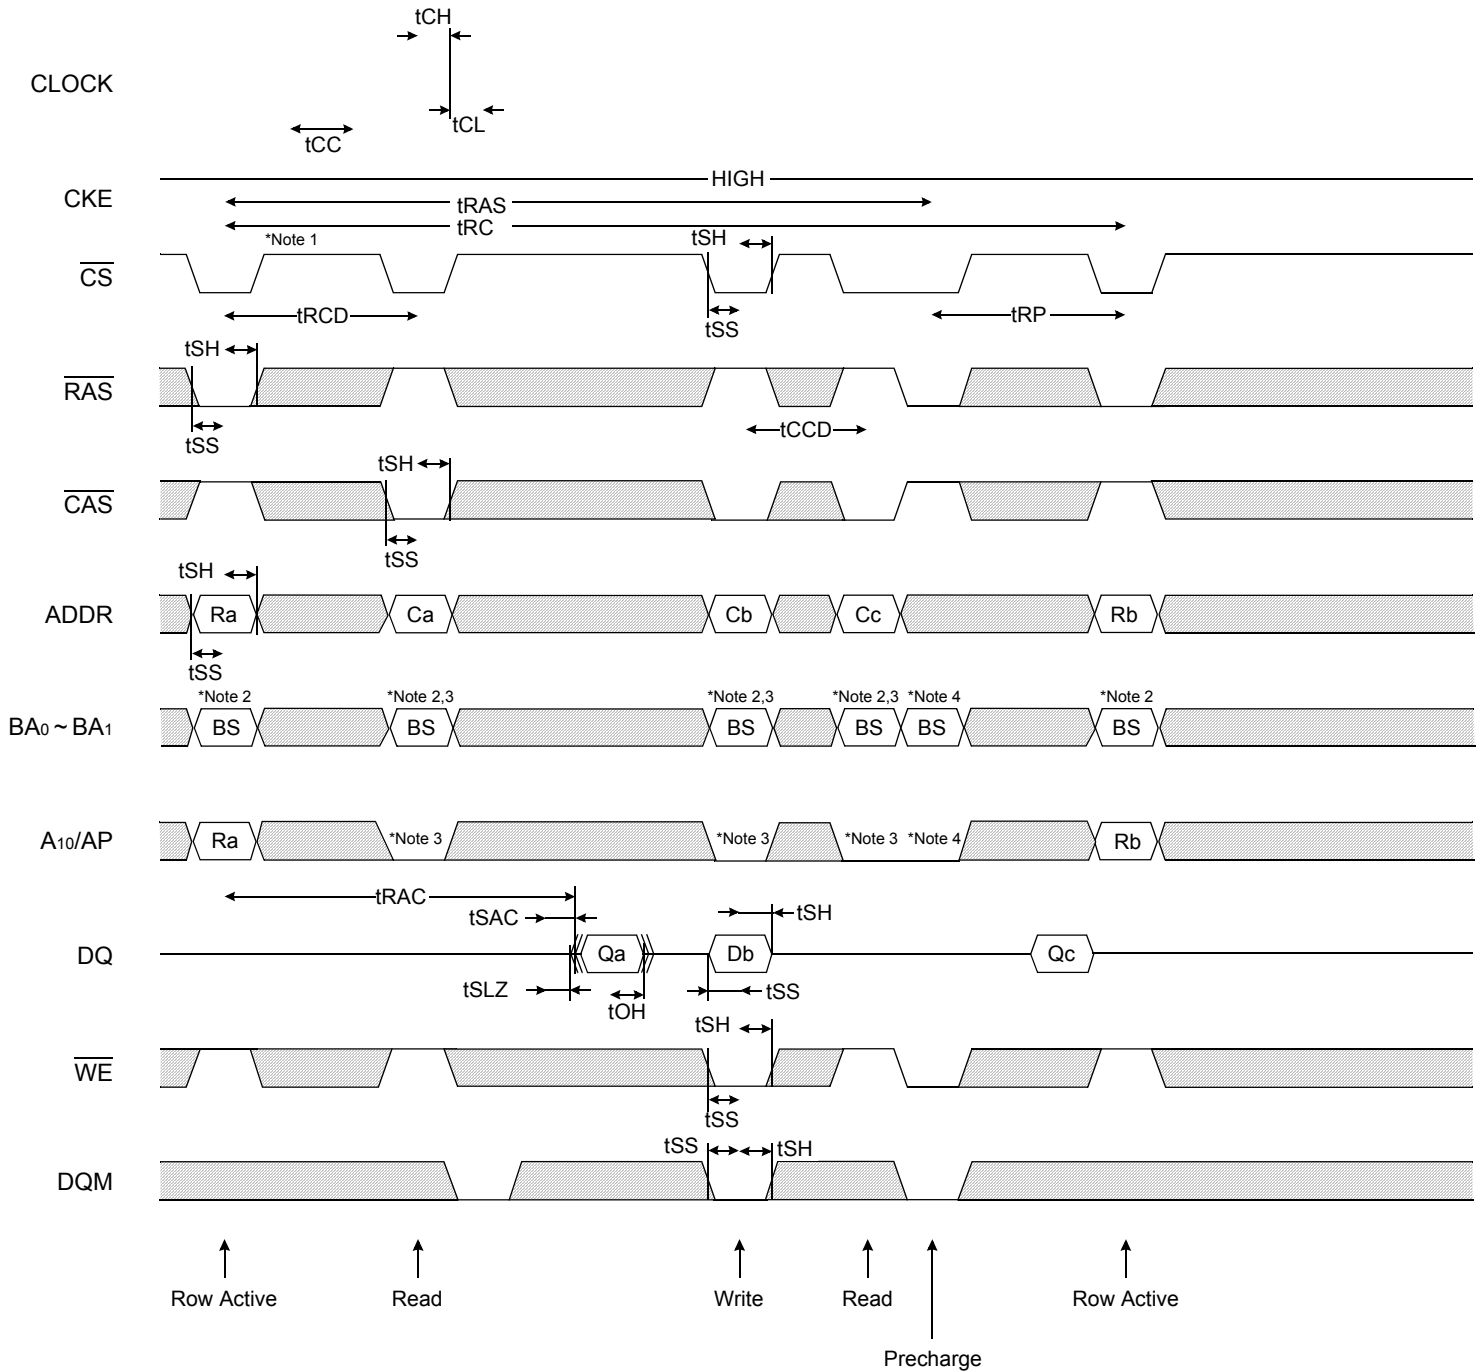 tCH
CLOCK
tCL
tCC
HIGH
CKE
tRAS
tRC
*Note 1
tSH
CS
tRCD
tRP
tSS
tSH
RAS
tCCD
tSS
tSH
CAS
tSS
tSH
ADDR
Ra
Ca
Cb
Cc
Rb
tSS
*Note 2
*Note 2,3
*Note 2,3
*Note 2,3
*Note 4
*Note 2
BA0 ~ BA1
BS
BS
BS
BS
BS
BS
A10/AP
Ra
*Note 3
*Note 3
*Note 3
*Note 4
Rb
tRAC
tSAC
tSH
DQ
Qa
Db
Qc
tSLZ
tOH
tSS
tSH
WE
tSS
tSS
tSH
DQM
Row Active
Read
Write
Read
Row Active
Precharge